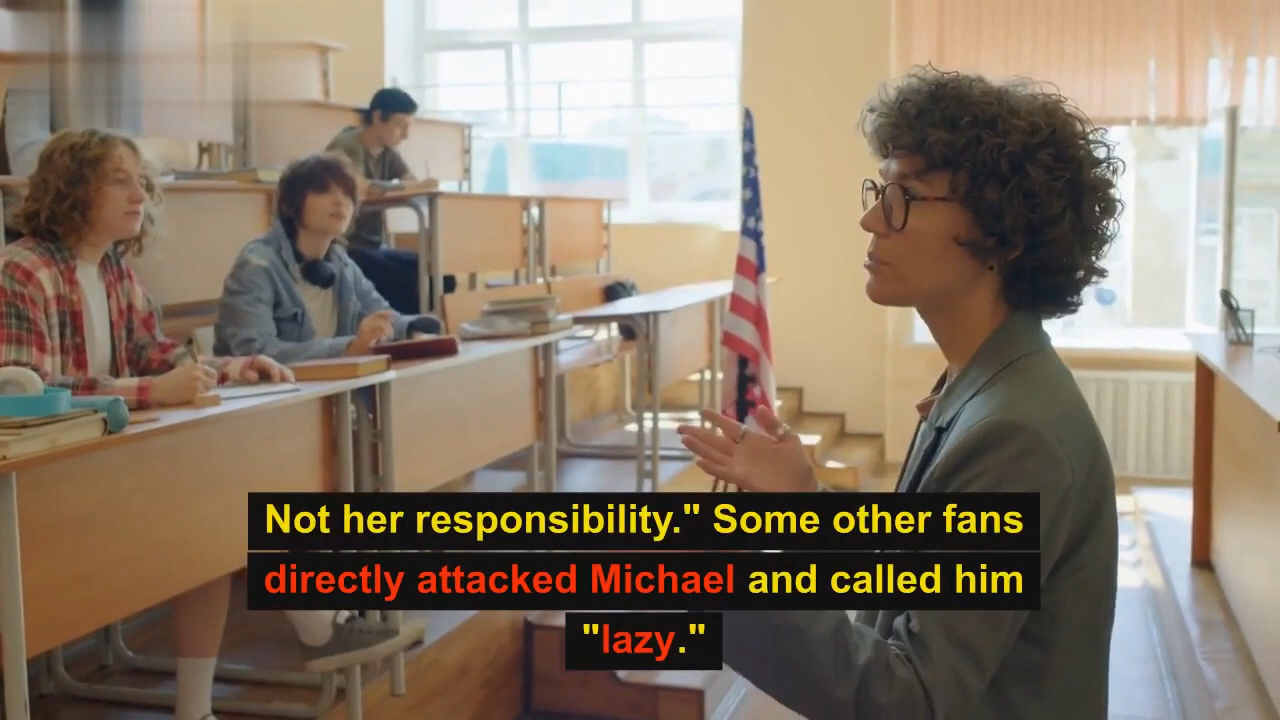 Not her responsibility." Some other fans
directly attacked Michael and called him
"lazy."